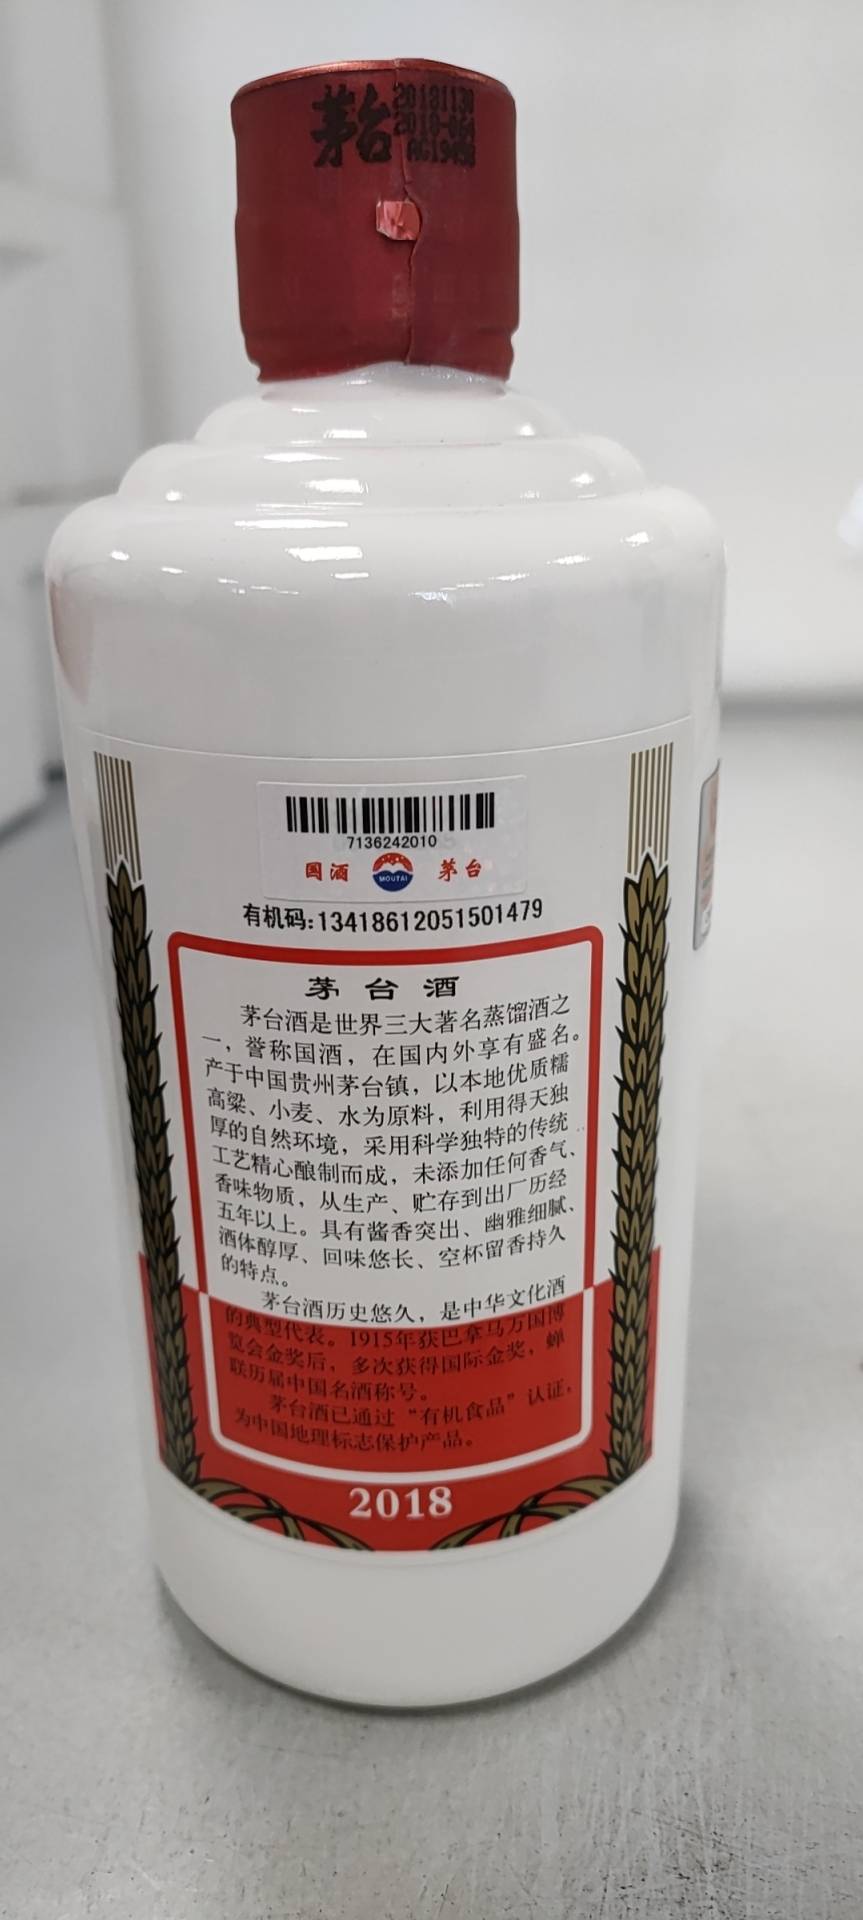 茅台
20181130
2018-064
7136242010
国酒 MOUTAI 茅台
有机码:13418612051501479
茅台酒
茅台酒是世界三大著名蒸馏酒之
一，誉称国酒，在国内外享有盛名。
产于中国贵州茅台镇，以本地优质糯
高粱、小麦、水为原料，利用得天独
厚的自然环境，采用科学独特的传统
工艺精心酿制而成，未添加任何香气、
香味物质，从生产、贮存到出厂历经
五年以上。具有酱香突出、幽雅细腻、
酒体醇厚、回味悠长、空杯留香持久
的特点。
茅台酒历史悠久，是中华文化酒
的典型代表。1915年获巴拿马万国博
览会金奖后，多次获得国际金奖，蝉
联历届中国名酒称号。
茅台酒已通过“有机食品”认证，
为中国地理标志保护产品。
2018